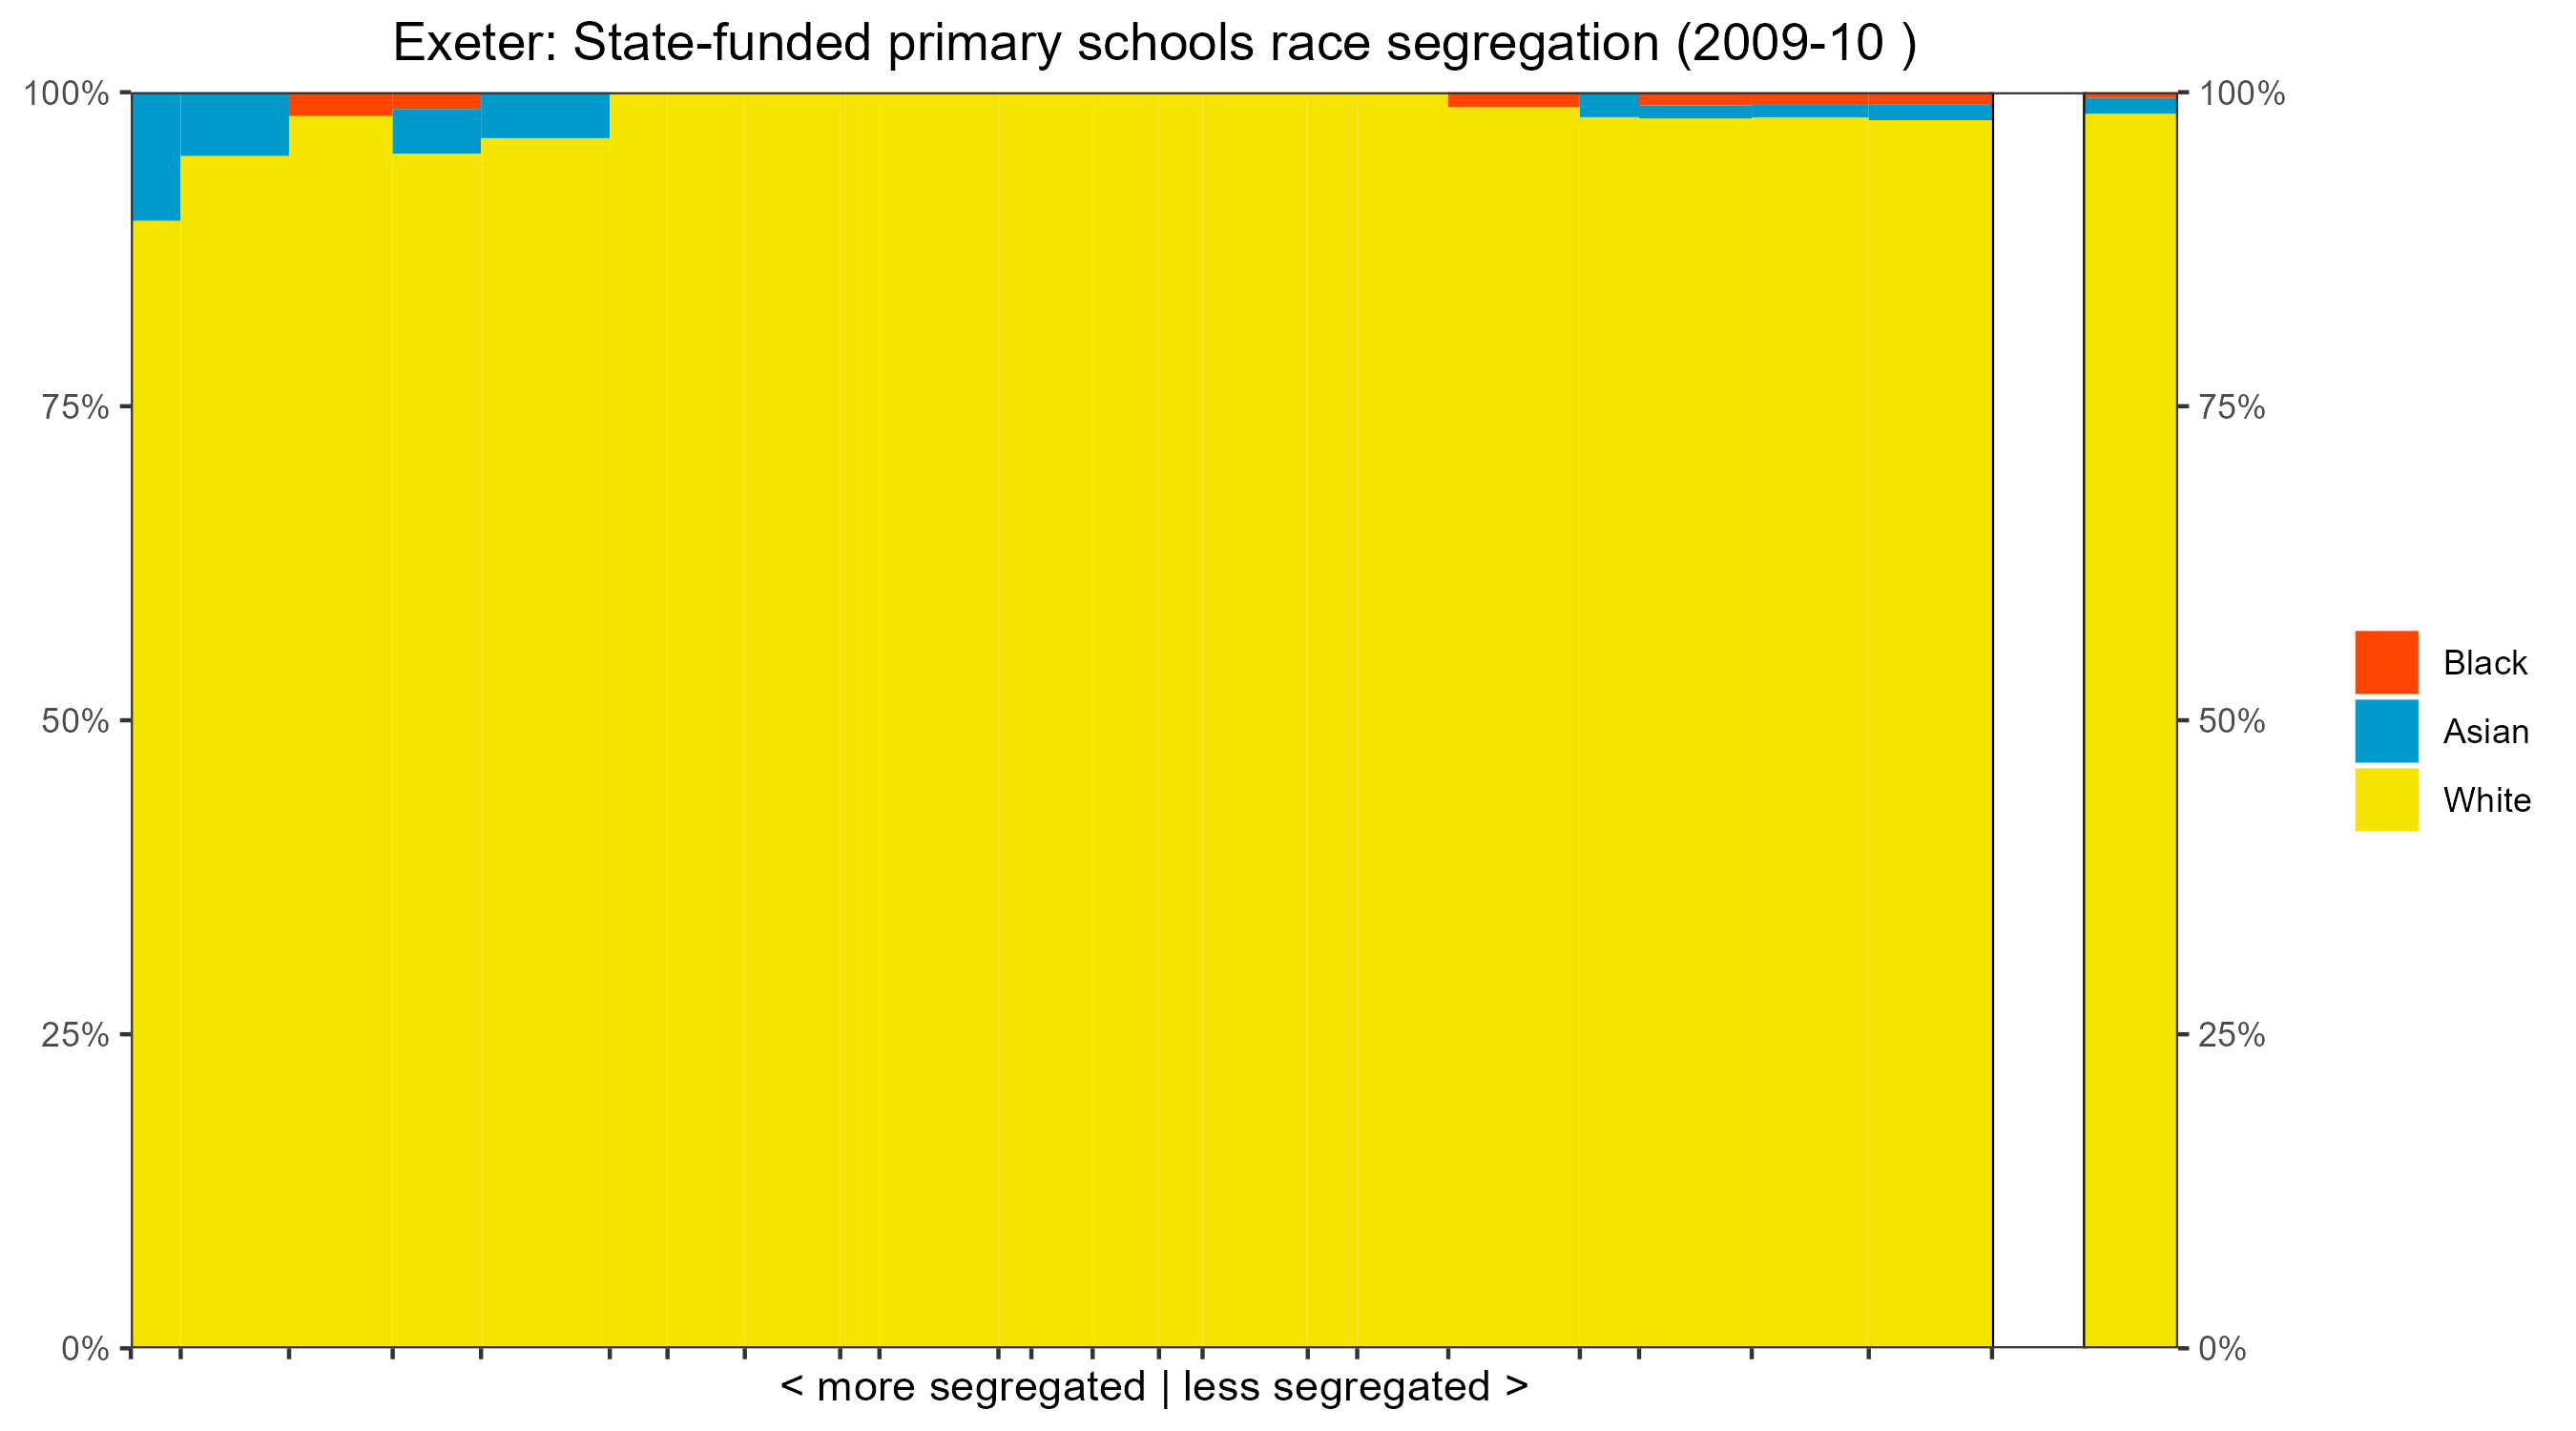 Exeter: State-funded primary schools race segregation (2009-10 )
100%
75%
50%
25%
0%
100%
75%
50%
25%
0%
Black
Asian
White
< more segregated | less segregated >